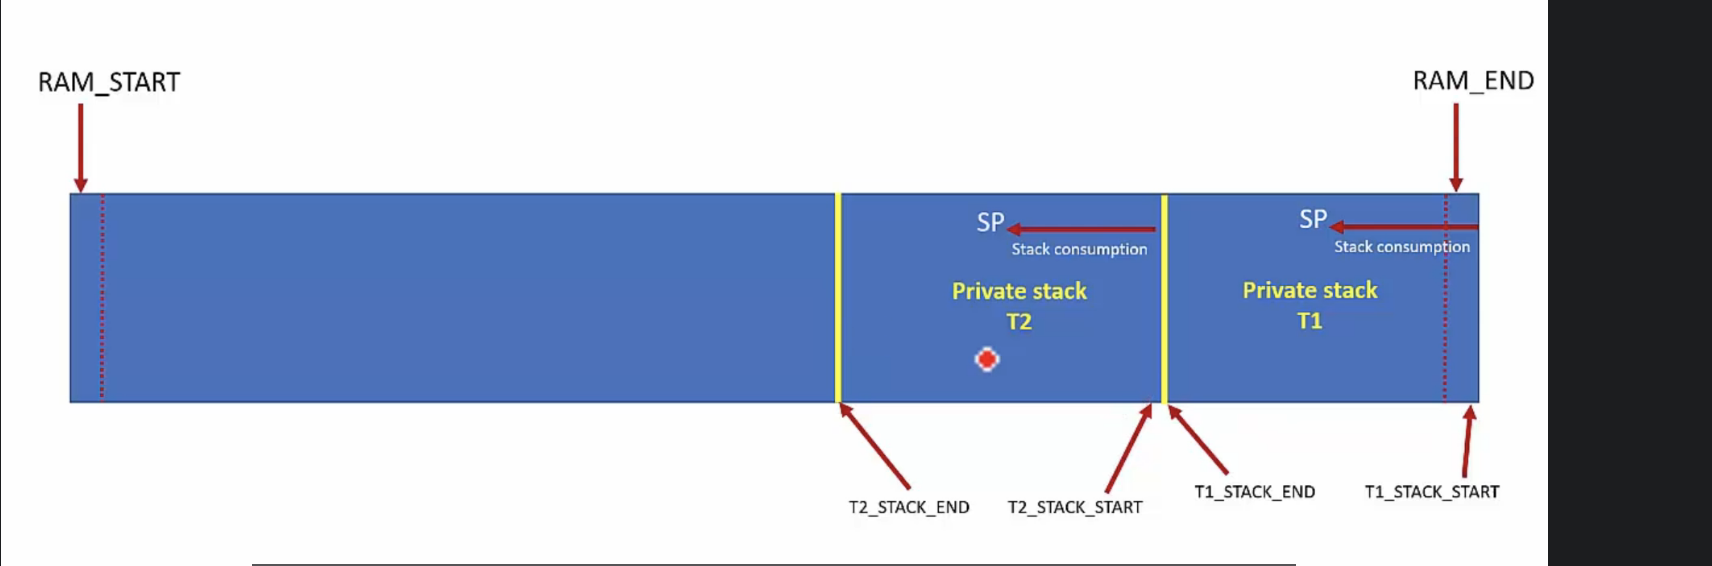 RAM_START
RAM_END
SP
Stack consumption
Private stack
T2
SP
Stack consumption
Private stack
T1
T2_STACK_END
T2_STACK_START
T1_STACK_END
T1_STACK_START